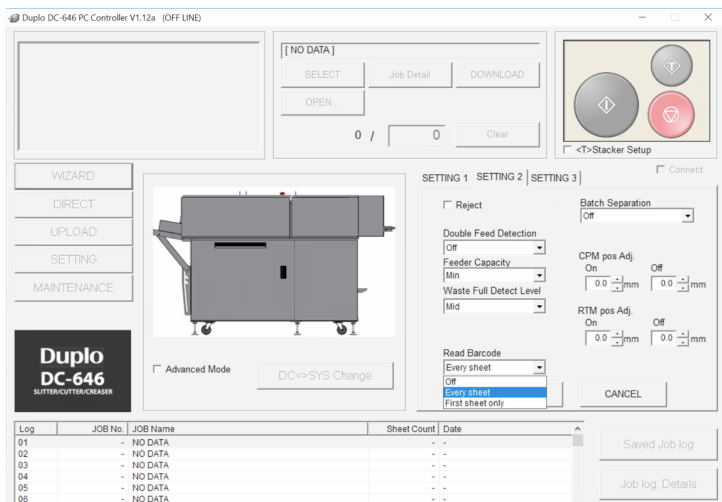 Duplo DC-646 PC Controller V1.12a   (OFF LINE)
[ NO DATA ]
SELECT
Job Detail
DOWNLOAD
OPEN...
0 / 0
Clear
T
<T>Stacker Setup
Connect
WIZARD
DIRECT
UPLOAD
SETTING
MAINTENANCE
Duplo
DC-646
SLITTER/CUTTER/CREASER
Advanced Mode
DC<=>SYS Change
SETTING 1 SETTING 2 SETTING 3
Reject
Batch Separation
Off
Double Feed Detection
Off
Feeder Capacity
Min
Waste Full Detect Level
Mid
CPM pos Adj.
On Off
0.0 mm 0.0 mm
RTM pos Adj.
On Off
0.0 mm 0.0 mm
Read Barcode
Every sheet
Off
Every sheet
First sheet only
CANCEL
Log JOB No. JOB Name Sheet Count Date
01 - NO DATA - -
02 - NO DATA - -
03 - NO DATA - -
04 - NO DATA - -
05 - NO DATA - -
06 - NO DATA - -
Saved Job log
Job log. Details